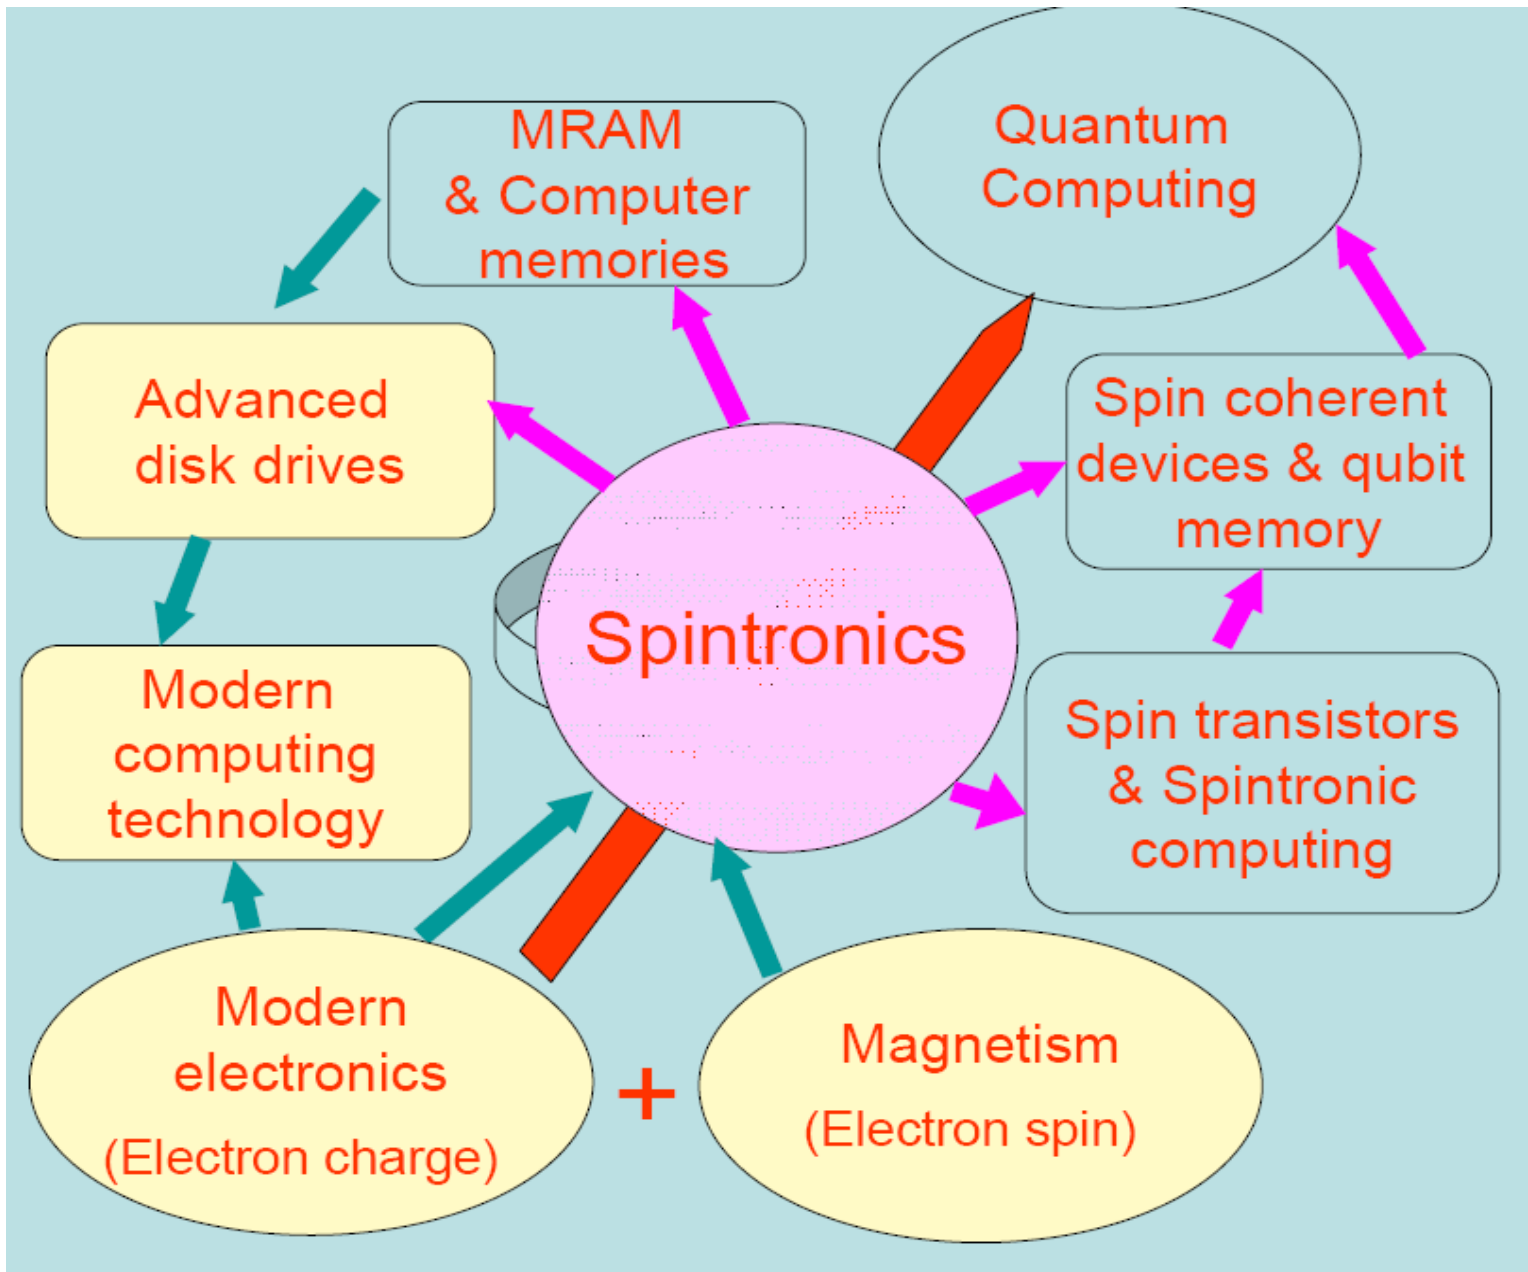 MRAM
& Computer
memories
Quantum
Computing
Advanced
disk drives
Spin coherent
devices & qubit
memory
Spintronics
Modern
computing
technology
Spin transistors
& Spintronic
computing
Modern
electronics
(Electron charge)
+
Magnetism
(Electron spin)